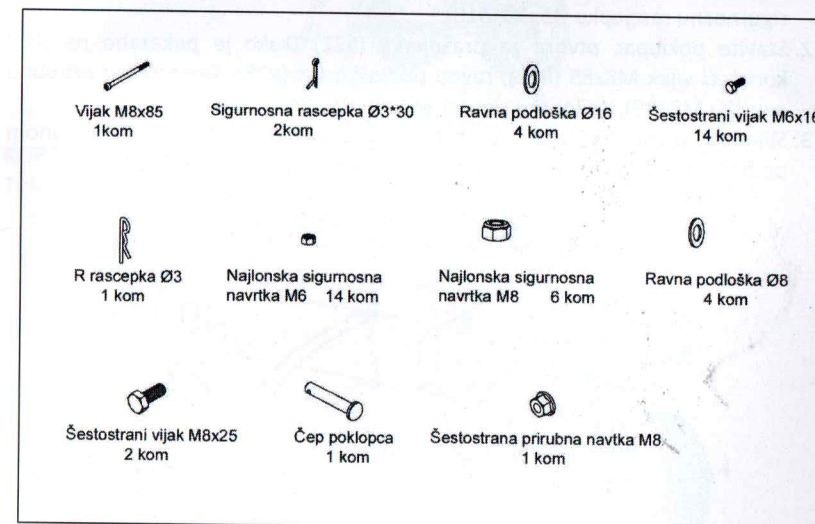 Vijak M8x85
1kom
Sigurnosna rascepka Ø3*30
2kom
Ravna podloška Ø16
4 kom
Šestostrani vijak M6x16
14 kom
R rascepka Ø3
1 kom
Najlonska sigurnosna
navrtka M6 14 kom
Najlonska sigurnosna
navrtka M8 6 kom
Ravna podloška Ø8
4 kom
Šestostrani vijak M8x25
2 kom
Čep poklopca
1 kom
Šestostrana prirubna navtka M8
1 kom